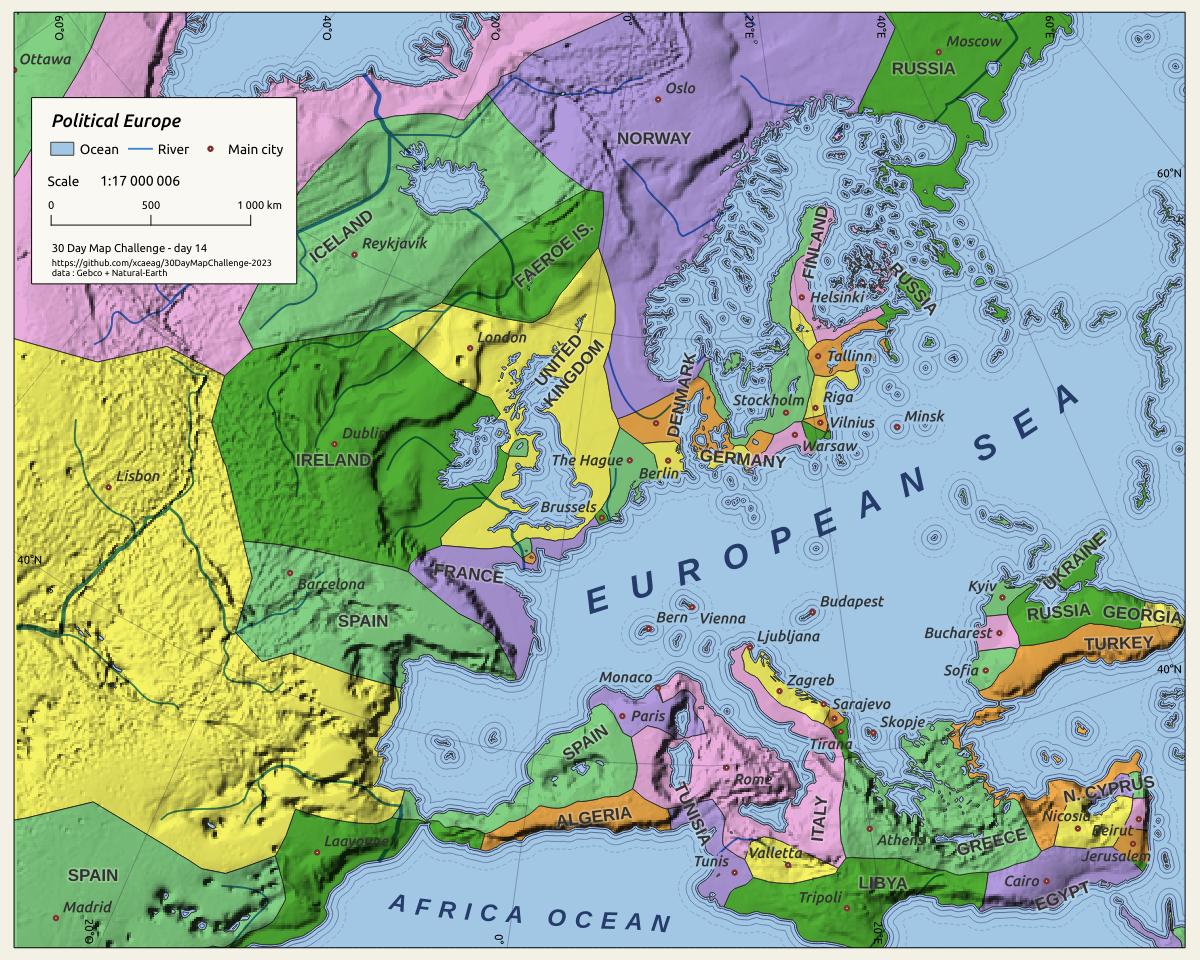 60°O
40°O
20°O
0°
20°E
40°E
60°E
Ottawa
Moscow
RUSSIA
Oslo
NORWAY
Political Europe
Ocean
River
Main city
Scale 1:17 000 006
0 500 1 000 km
30 Day Map Challenge - day 14
https://github.com/xcaeag/30DayMapChallenge-2023
data : Gebco + Natural-Earth
60°N
ICELAND
Reykjavík
FAEROE IS.
FINLAND
Helsinki
RUSSIA
London
UNITED
KINGDOM
DENMARK
Tallinn
Stockholm
Riga
Vilnius
Minsk
Warsaw
Dublin
IRELAND
The Hague
Berlin
GERMANY
Lisbon
Brussels
EUROPEAN SEA
40°N
FRANCE
Barcelona
SPAIN
UKRAINE
Kyiv
RUSSIA
GEORGIA
Bern
Vienna
Budapest
Bucharest
TURKEY
Ljubljana
Sofia
40°N
Monaco
Zagreb
Sarajevo
Paris
Skopje
SPAIN
Tirana
Rome
N. CYPRUS
TUNISIA
ITALY
ALGERIA
Nicosia
Beirut
Laayoune
Athens
GREECE
Valletta
Jerusalem
Tunis
SPAIN
LIBYA
Cairo
EGYPT
Tripoli
Madrid
AFRICA OCEAN
20°O
0°
20°E